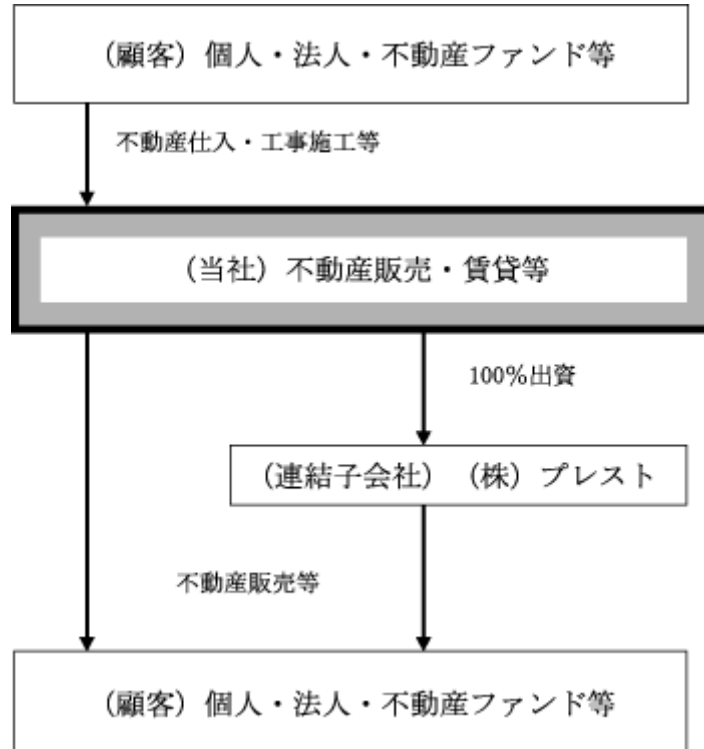 (顧客) 個人・法人・不動産ファンド等
不動産仕入・工事施工等
(当社) 不動産販売・賃貸等
100%出資
(連結子会社) (株) プレスト
不動産販売等
(顧客) 個人・法人・不動産ファンド等